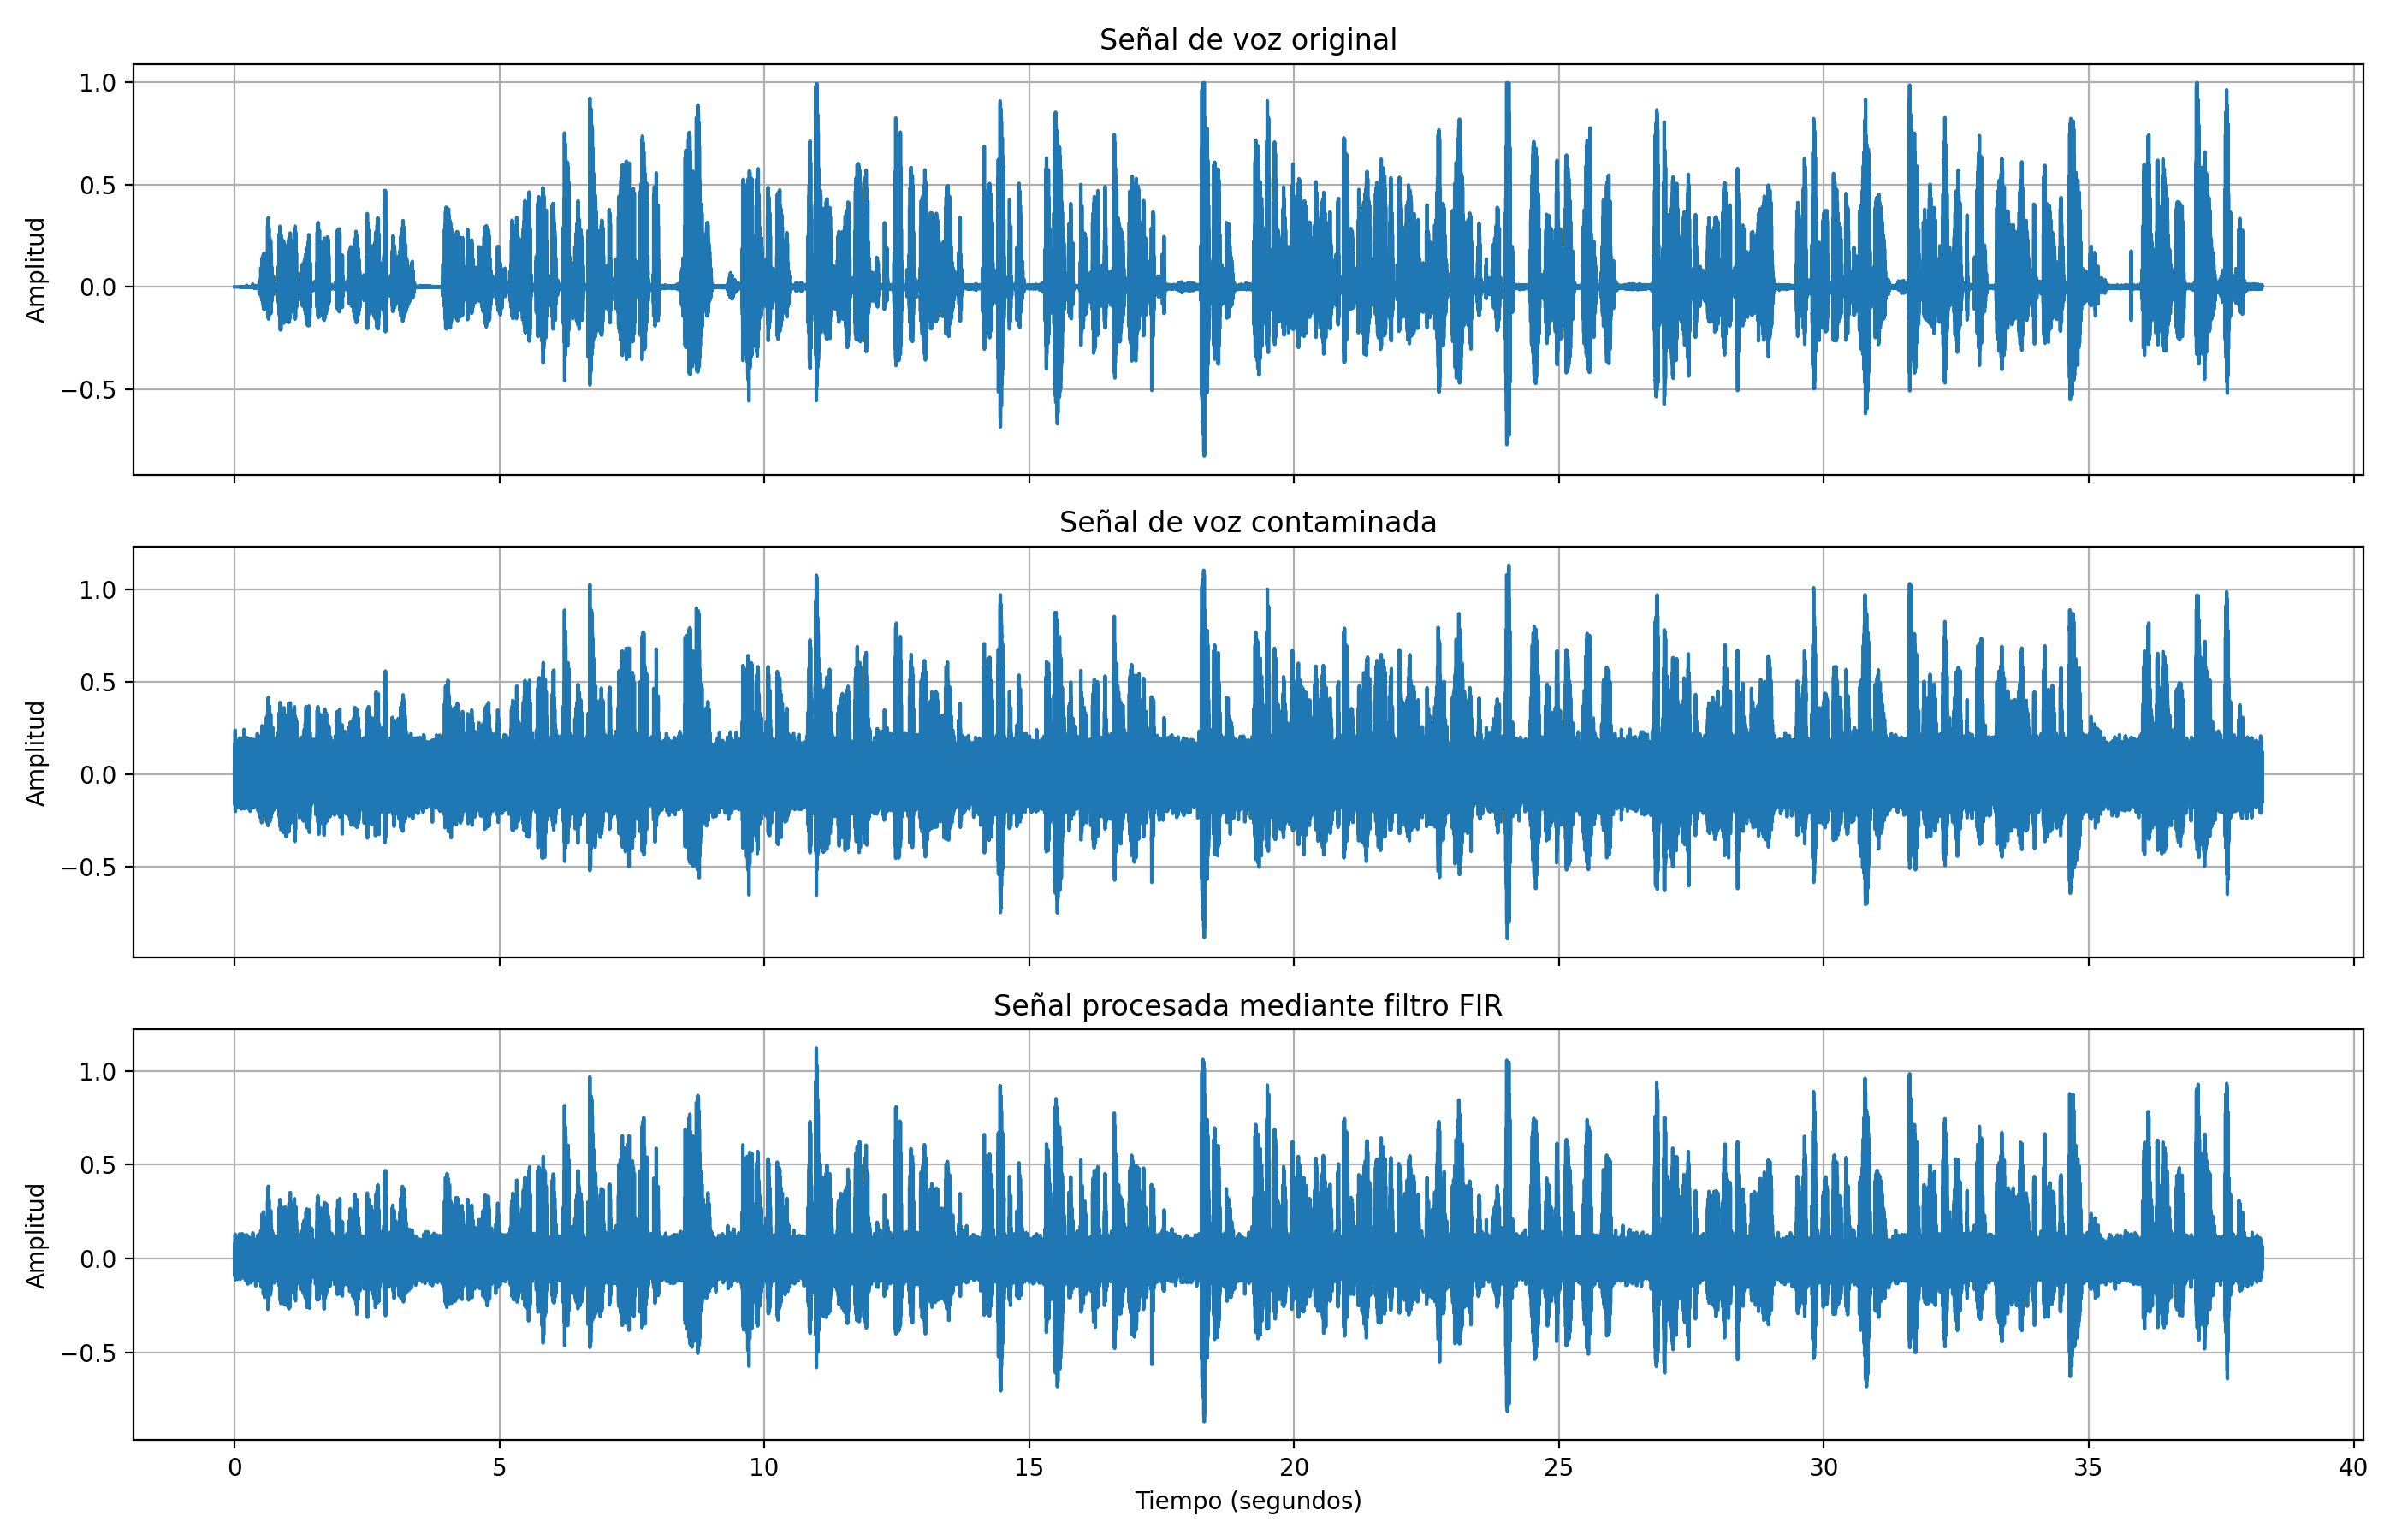 Señal de voz original
1.0
0.5
0.0
−0.5
Amplitud
Señal de voz contaminada
1.0
0.5
0.0
−0.5
Amplitud
Señal procesada mediante filtro FIR
1.0
0.5
0.0
−0.5
Amplitud
0 5 10 15 20 25 30 35 40
Tiempo (segundos)